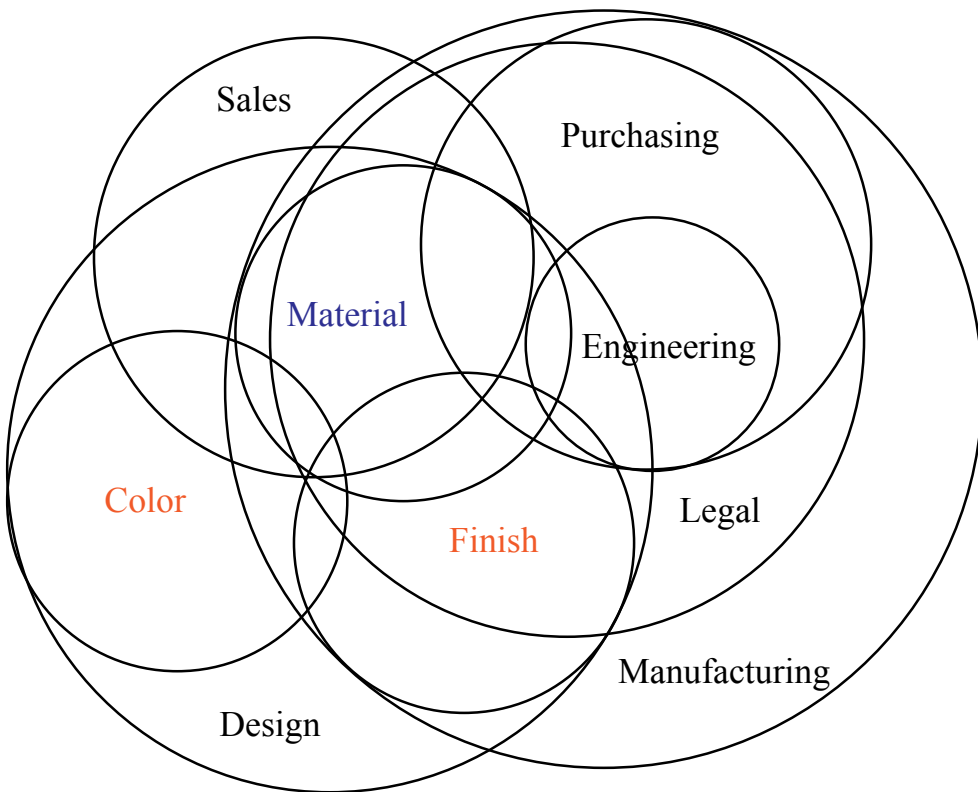 Sales
Purchasing
Material
Engineering
Color
Finish
Legal
Manufacturing
Design